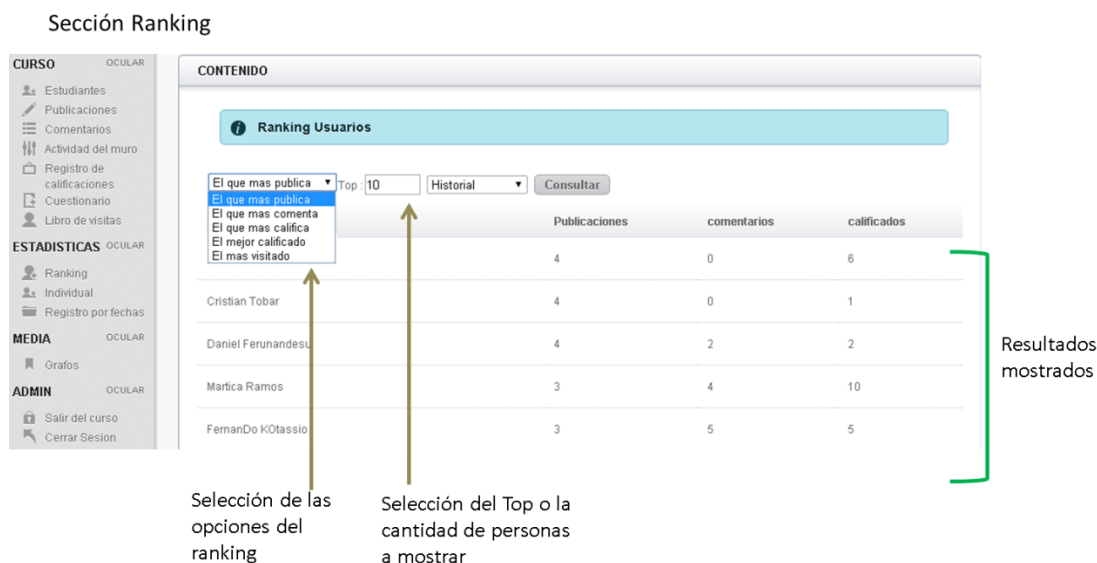 Sección Ranking
CURSO OCULAR
Estudiantes
Publicaciones
Comentarios
Actividad del muro
Registro de
calificaciones
Cuestionario
Libro de visitas
ESTADISTICAS OCULAR
Ranking
Individual
Registro por fechas
MEDIA OCULAR
Grafos
ADMIN OCULAR
Salir del curso
Cerrar Sesion
CONTENIDO
Ranking Usuarios
El que mas publica Top : 10 Historial Consultar
El que mas publica
El que mas comenta
El que mas califica
El mejor calificado
El mas visitado
Publicaciones comentarios calificados
4 0 6
Cristian Tobar 4 0 1
Daniel Ferunandesu 4 2 2
Martica Ramos 3 4 10
FernanDo KOtassio 3 5 5
Resultados
mostrados
Selección de las
opciones del
ranking
Selección del Top o la
cantidad de personas
a mostrar